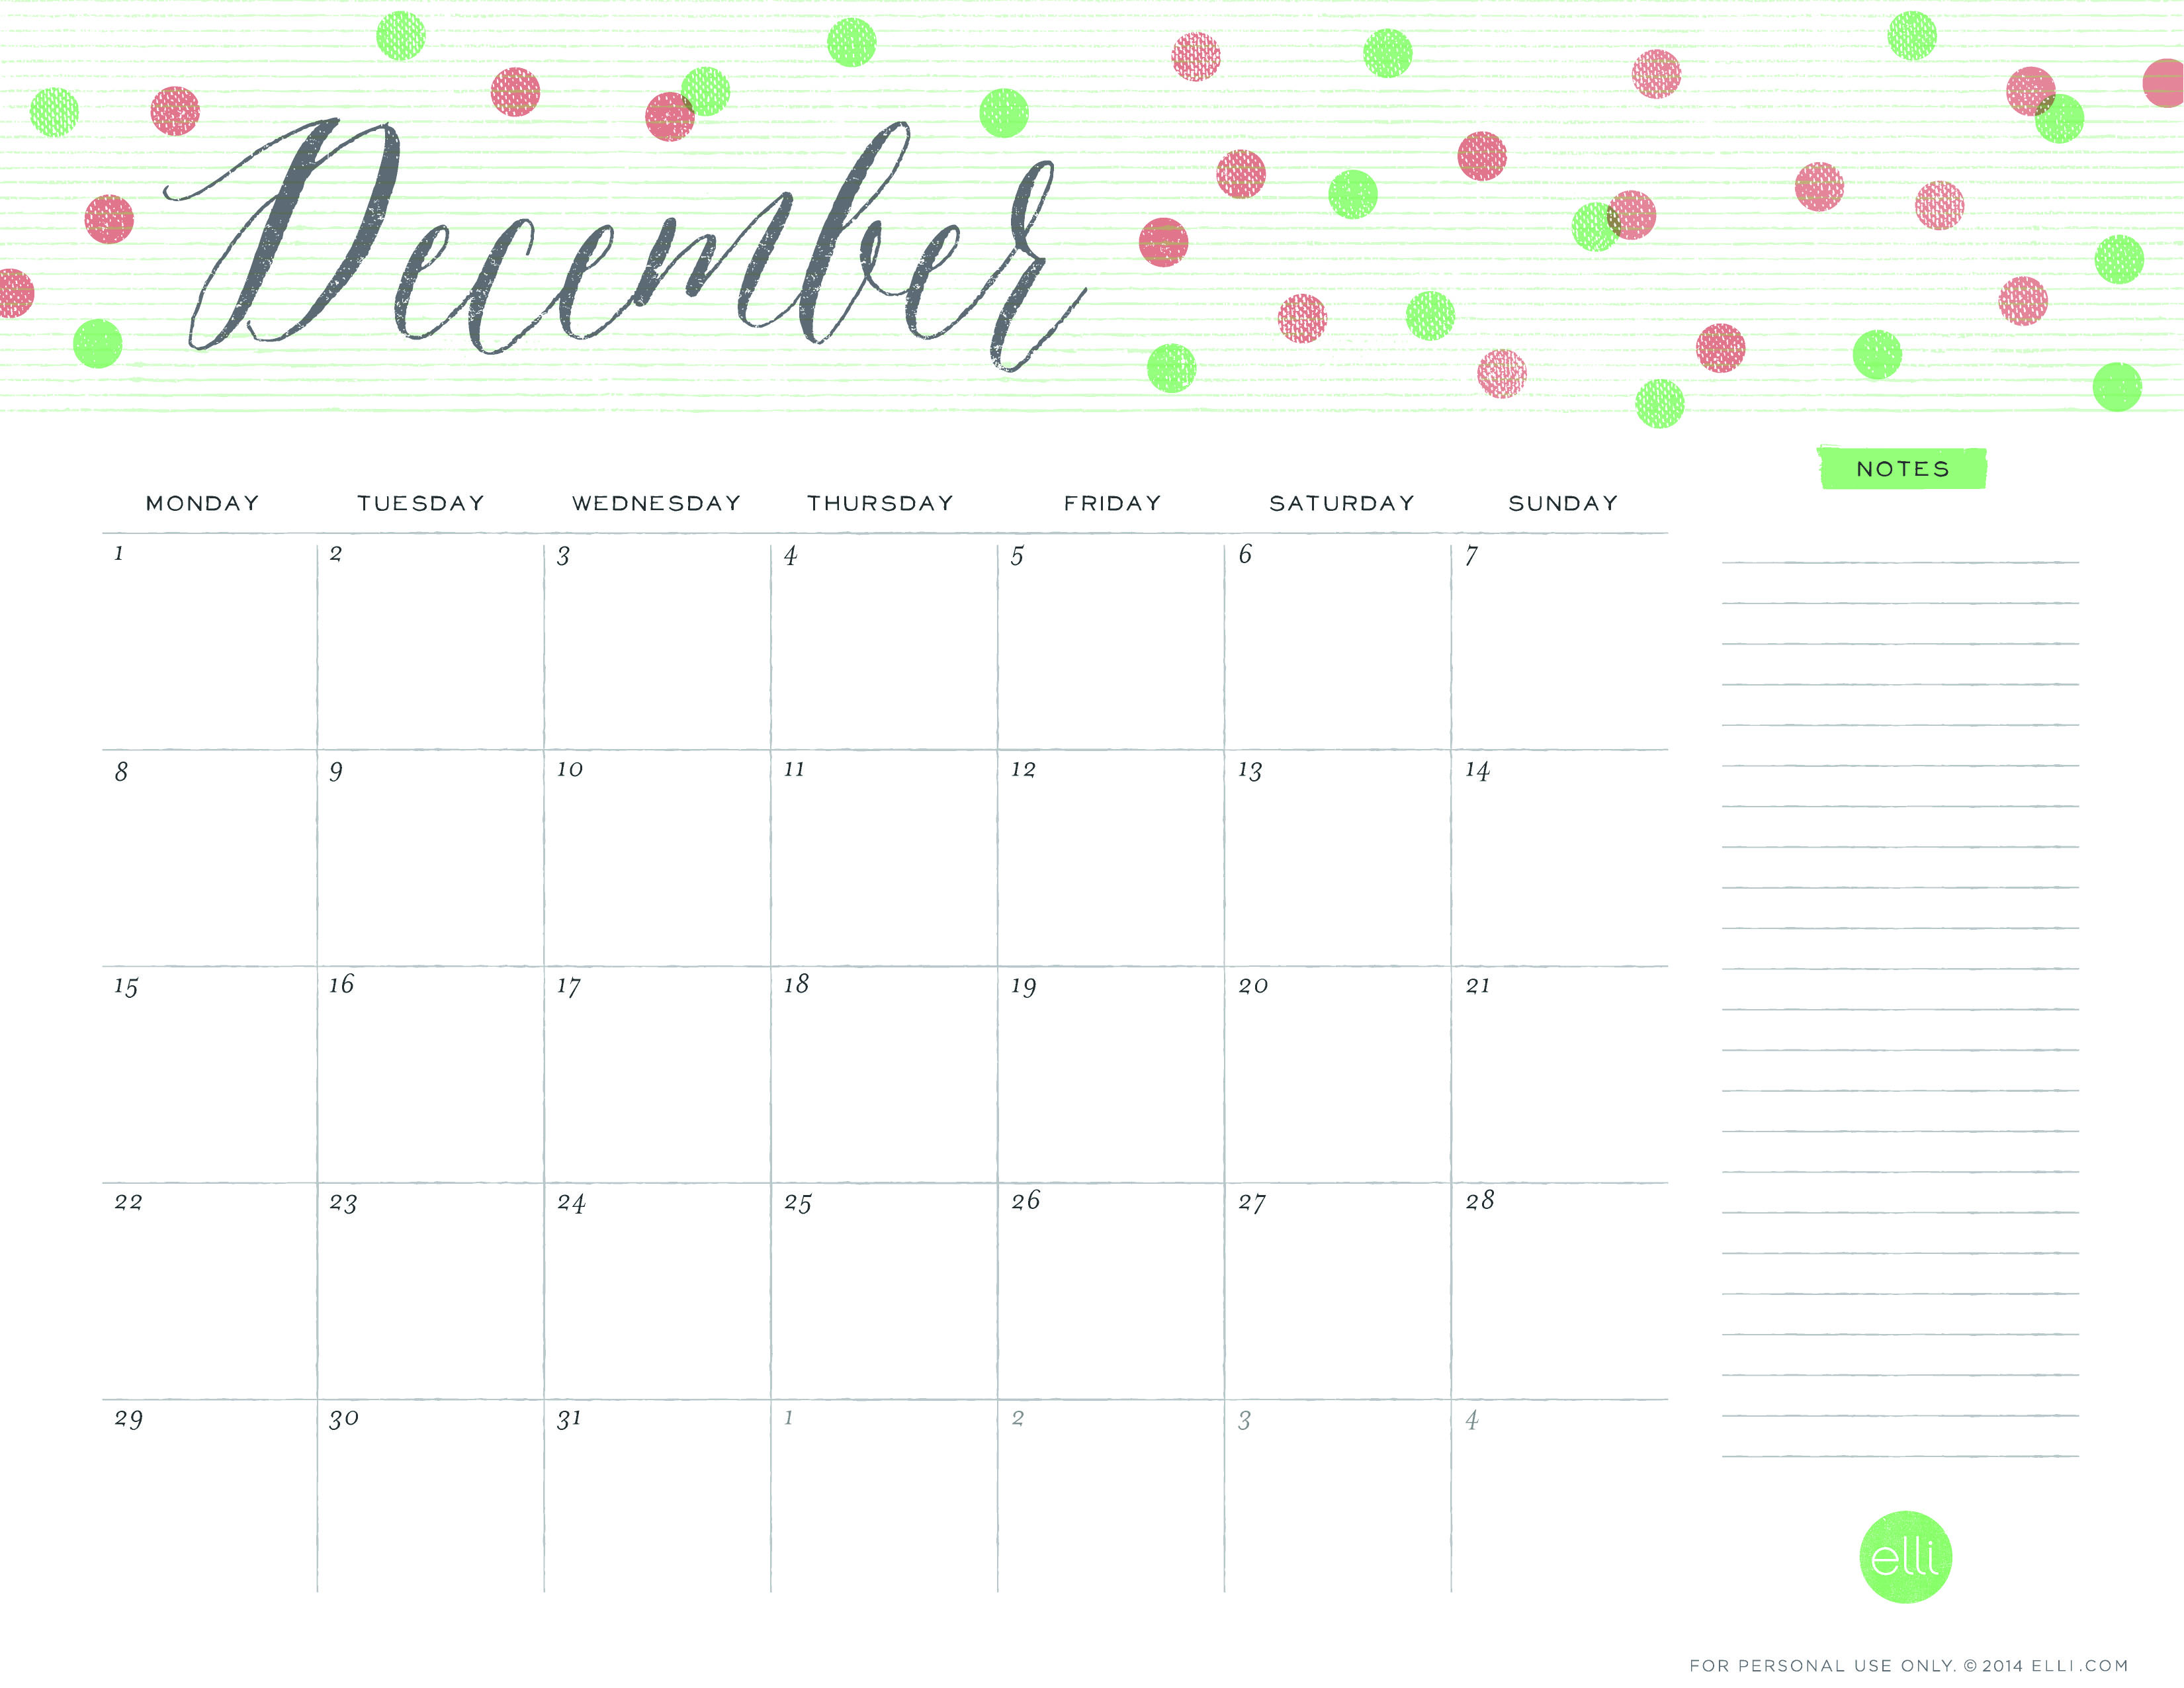 December
NOTES
MONDAY TUESDAY WEDNESDAY THURSDAY FRIDAY SATURDAY SUNDAY
1 2 3 4 5 6 7
8 9 10 11 12 13 14
15 16 17 18 19 20 21
22 23 24 25 26 27 28
29 30 31 1 2 3 4
elli
FOR PERSONAL USE ONLY. © 2014 ELLI.COM